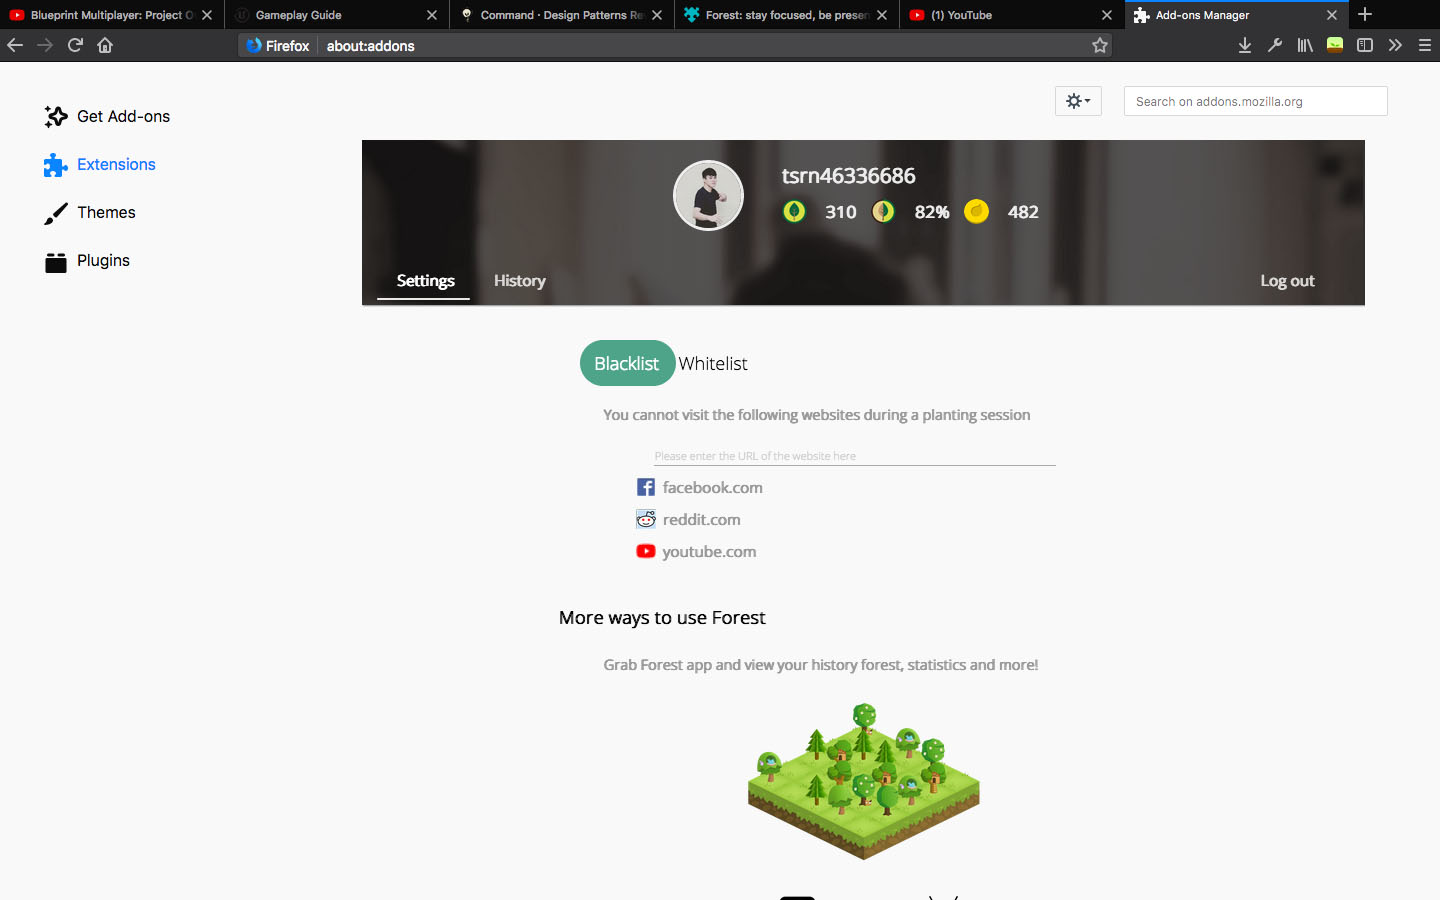 Blueprint Multiplayer: Project O
Gameplay Guide
Command · Design Patterns Re
Forest: stay focused, be presen
(1) YouTube
Add-ons Manager
Firefox
about:addons
Search on addons.mozilla.org
Get Add-ons
Extensions
Themes
Plugins
tsrn46336686
310
82%
482
Settings
History
Log out
Blacklist
Whitelist
You cannot visit the following websites during a planting session
Please enter the URL of the website here
facebook.com
reddit.com
youtube.com
More ways to use Forest
Grab Forest app and view your history forest, statistics and more!